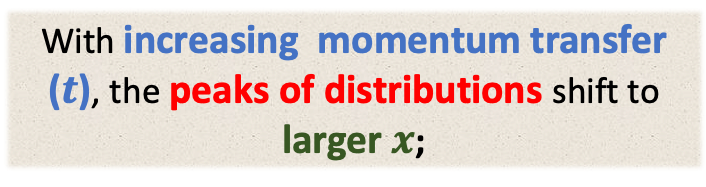 With increasing momentum transfer
(t), the peaks of distributions shift to
larger x;